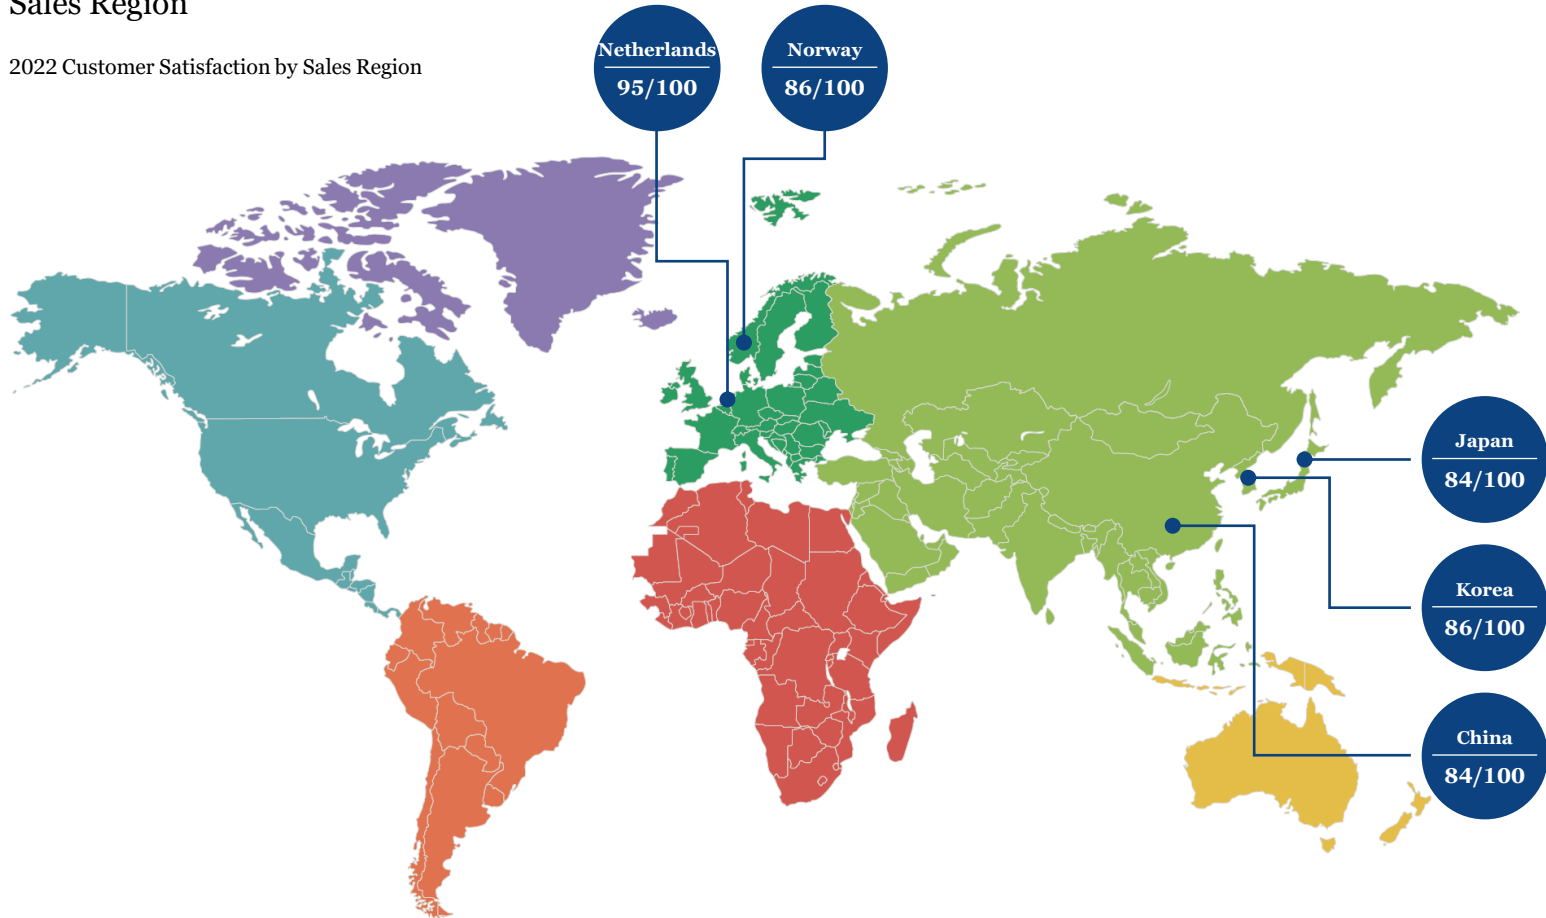 Sales Region
2022 Customer Satisfaction by Sales Region
Netherlands
95/100
Norway
86/100
Japan
84/100
Korea
86/100
China
84/100